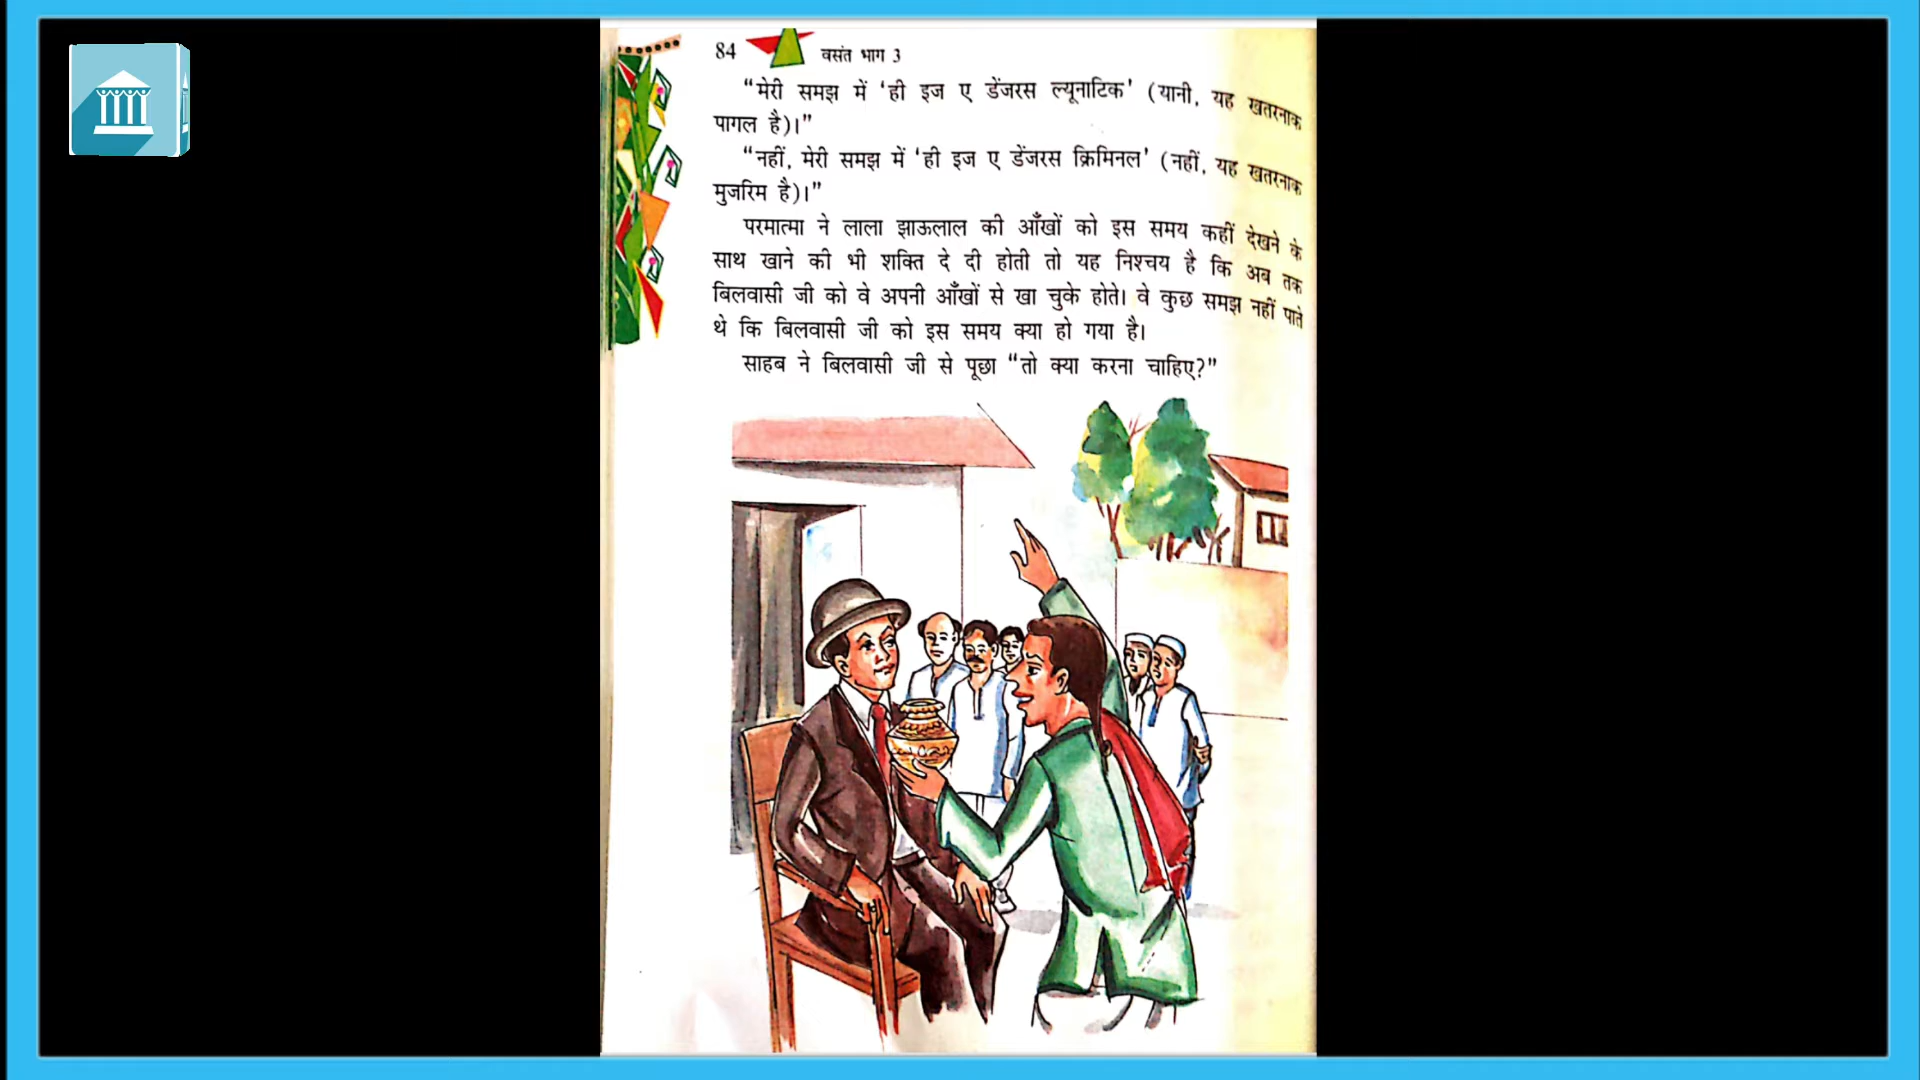 84
वसंत भाग 3
“मेरी समझ में ‘ही इज ए डेंजरस ल्यूनाटिक’ (यानी, यह खतरनाक
पागल है)।”
“नहीं, मेरी समझ में ‘ही इज ए डेंजरस क्रिमिनल’ (नहीं, यह खतरनाक
मुजरिम है)।”
परमात्मा ने लाला झाऊलाल की आँखों को इस समय कहीं देखने के
साथ खाने की भी शक्ति दे दी होती तो यह निश्चय है कि अब तक
बिलवासी जी को वे अपनी आँखों से खा चुके होते। वे कुछ समझ नहीं पाते
थे कि बिलवासी जी को इस समय क्या हो गया है।
साहब ने बिलवासी जी से पूछा “तो क्या करना चाहिए?”